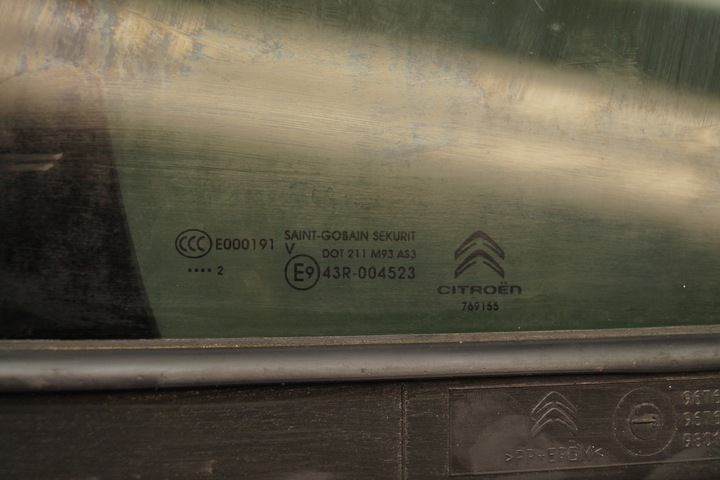 CCC E000191
•••• 2
SAINT-GOBAIN SEKURIT
V
DOT 211 M93 AS3
E9 43R-004523
CITROËN
769155
>PP+EPDM<